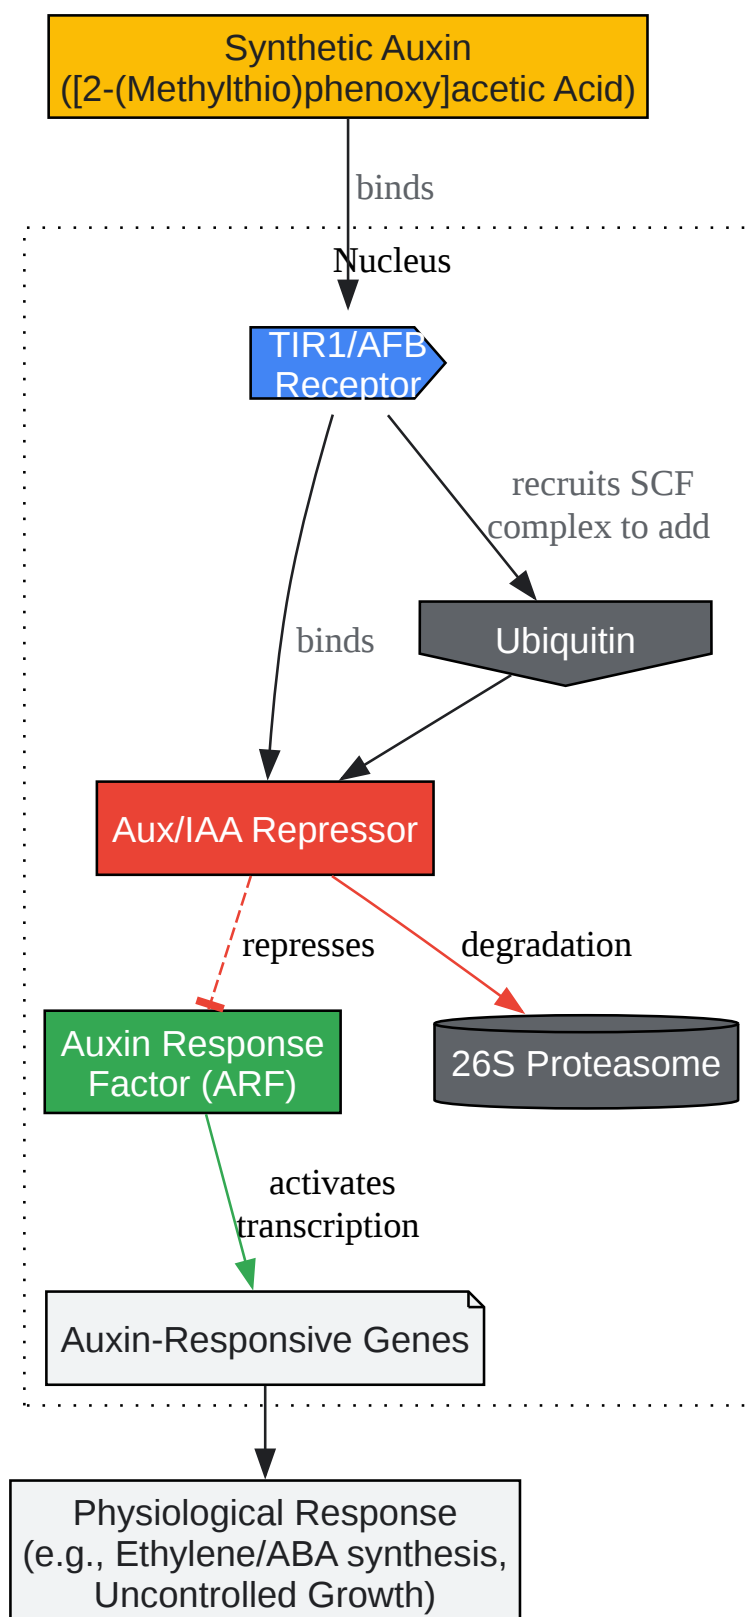 Synthetic Auxin
([2-(Methylthio)phenoxy]acetic Acid)
binds
Nucleus
TIR1/AFB
Receptor
recruits SCF
complex to add
binds
Ubiquitin
Aux/IAA Repressor
represses
degradation
Auxin Response
Factor (ARF)
26S Proteasome
activates
transcription
Auxin-Responsive Genes
Physiological Response
(e.g., Ethylene/ABA synthesis,
Uncontrolled Growth)